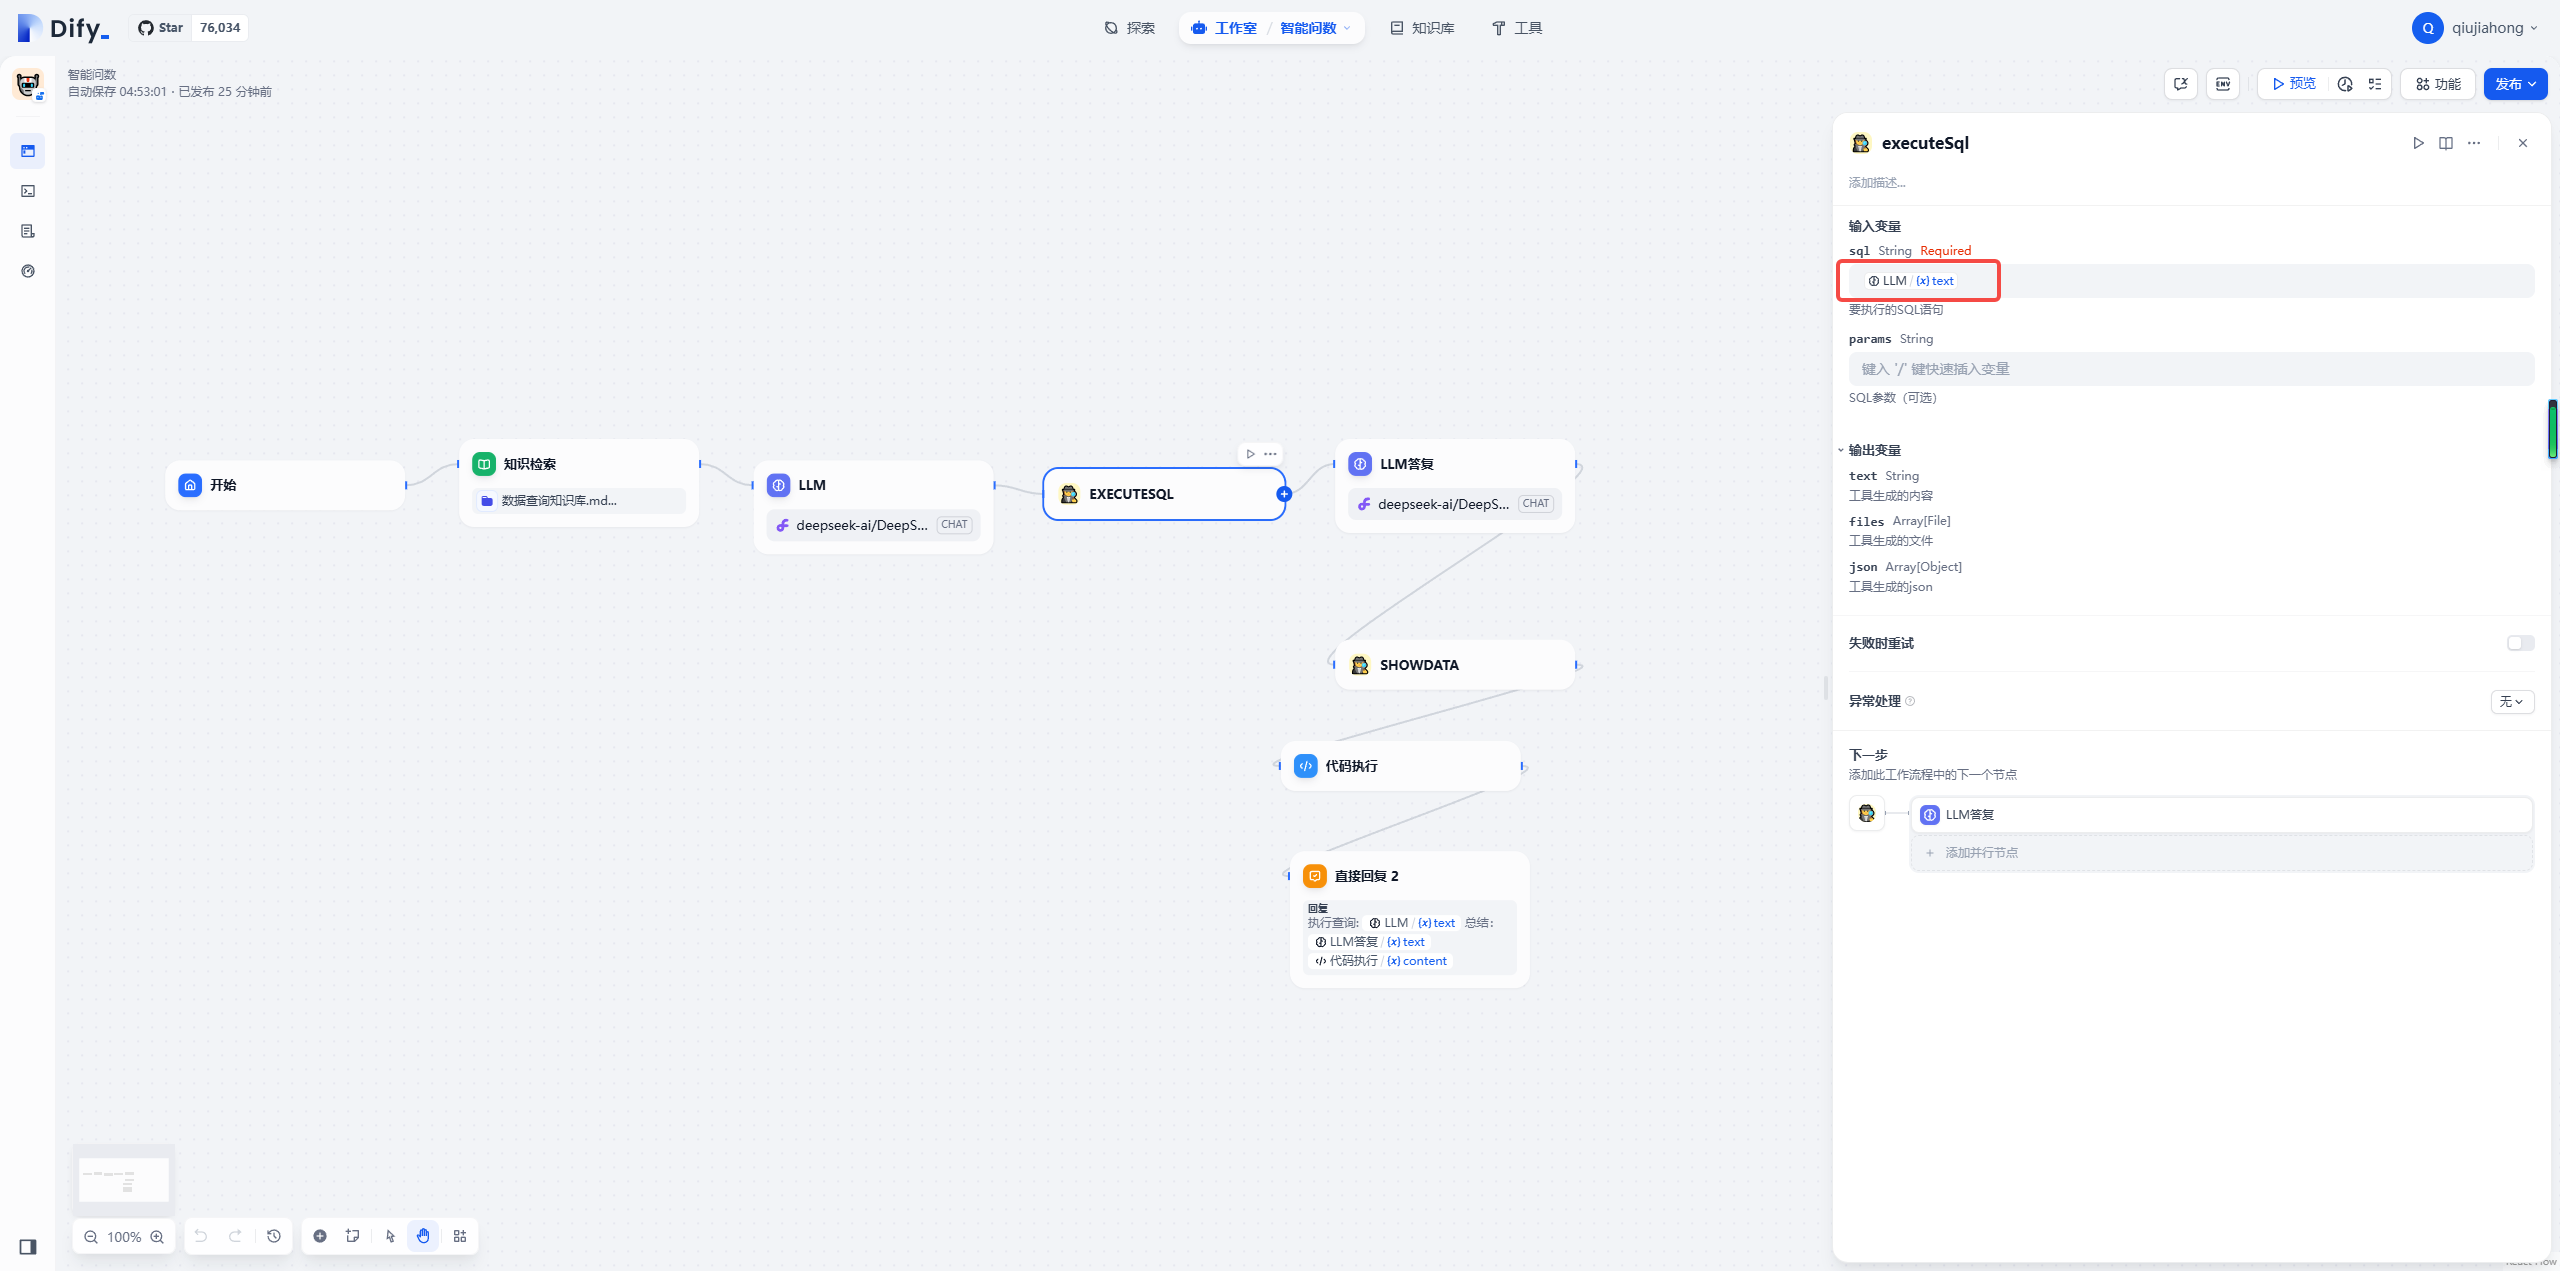 Dify_
Star 76,034
探索
工作室 / 智能问数
知识库
工具
Q qiujiahong
智能问数
自动保存 04:53:01 · 已发布 25 分钟前
ENV
预览
功能
发布
executeSql
添加描述...
输入变量
sql String Required
LLM / {x} text
要执行的SQL语句
params String
键入 '/' 键快速插入变量
SQL参数（可选）
输出变量
text String
工具生成的内容
files Array[File]
工具生成的文件
json Array[Object]
工具生成的json
失败时重试
异常处理
无
下一步
添加此工作流程中的下一个节点
LLM答复
+ 添加并行节点
开始
知识检索
数据查询知识库.md...
LLM
deepseek-ai/DeepS... CHAT
EXECUTESQL
LLM答复
deepseek-ai/DeepS... CHAT
SHOWDATA
代码执行
直接回复 2
回复
执行查询: LLM / {x} text 总结:
LLM答复 / {x} text
代码执行 / {x} content
100%
React Flow